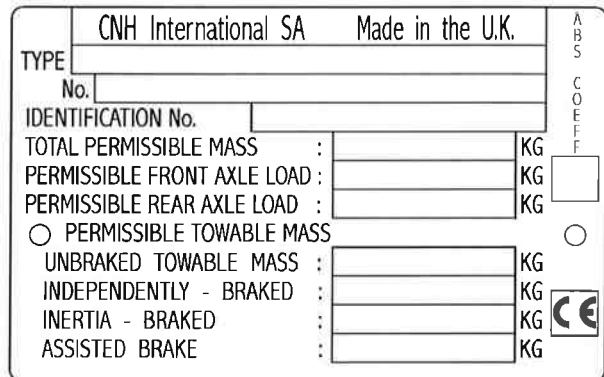 CNH International SA Made in the U.K.
TYPE
No.
IDENTIFICATION No.
TOTAL PERMISSIBLE MASS : KG
PERMISSIBLE FRONT AXLE LOAD : KG
PERMISSIBLE REAR AXLE LOAD : KG
PERMISSIBLE TOWABLE MASS
UNBRAKED TOWABLE MASS : KG
INDEPENDENTLY - BRAKED : KG
INERTIA - BRAKED : KG
ASSISTED BRAKE : KG
ABS COEFF
CE